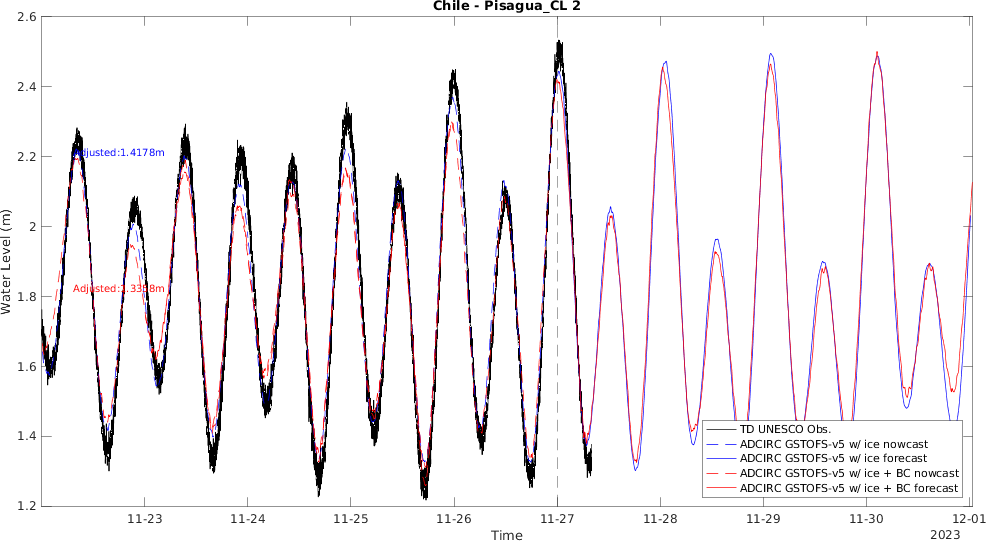 Chile - Pisagua_CL 2
Water Level (m)
2.6
2.4
2.2
2
1.8
1.6
1.4
1.2
Adjusted:1.4178m
TD UNESCO Obs.
ADCIRC GSTOFS-v5 w/ ice nowcast
ADCIRC GSTOFS-v5 w/ ice forecast
ADCIRC GSTOFS-v5 w/ ice + BC nowcast
ADCIRC GSTOFS-v5 w/ ice + BC forecast
11-23
11-24
11-25
11-26
11-27
11-28
11-29
11-30
12-01
Time
2023